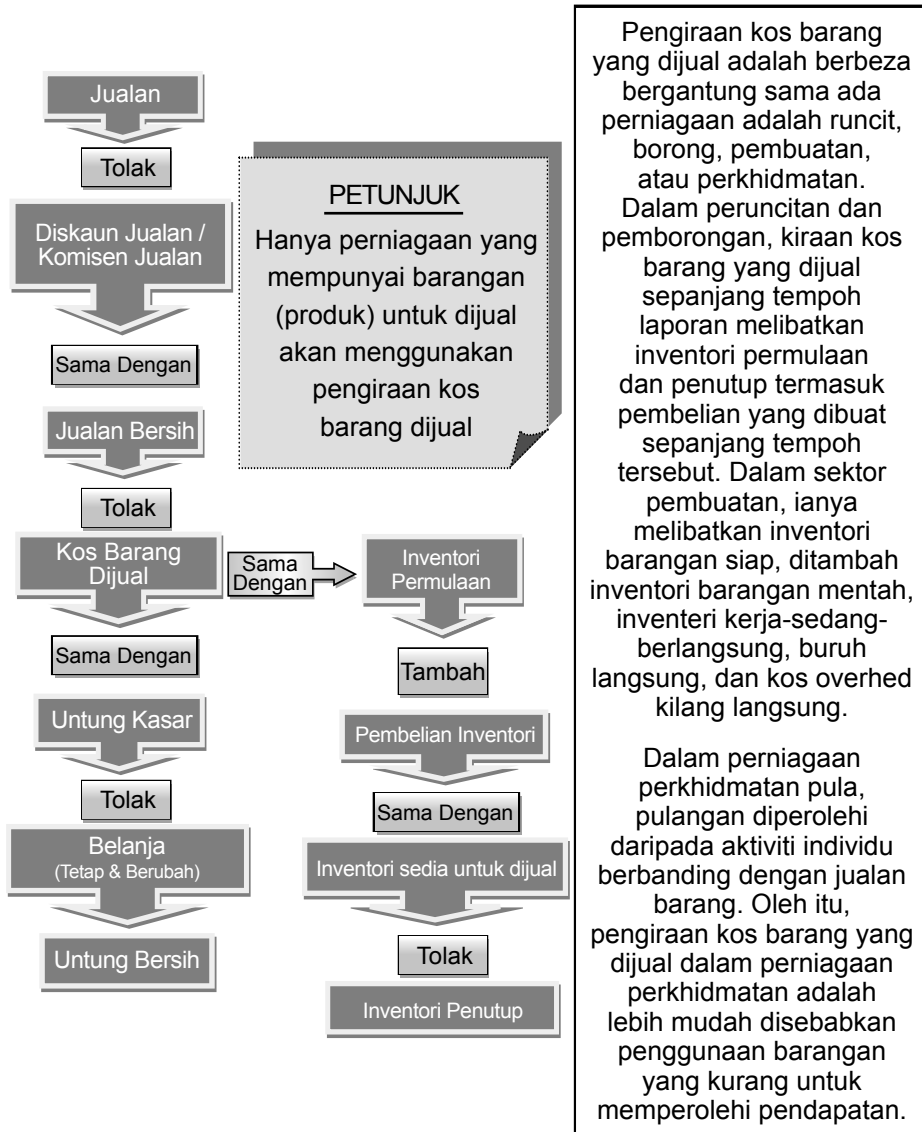 Jualan
Tolak
Diskaun Jualan /
Komisen Jualan
Sama Dengan
Jualan Bersih
Tolak
Kos Barang
Dijual
Sama Dengan
Untung Kasar
Tolak
Belanja
(Tetap & Berubah)
Untung Bersih
PETUNJUK
Hanya perniagaan yang
mempunyai barangan
(produk) untuk dijual
akan menggunakan
pengiraan kos
barang dijual
Sama
Dengan
Inventori
Permulaan
Tambah
Pembelian Inventori
Sama Dengan
Inventori sedia untuk dijual
Tolak
Inventori Penutup
Pengiraan kos barang
yang dijual adalah berbeza
bergantung sama ada
perniagaan adalah runcit,
borong, pembuatan,
atau perkhidmatan.
Dalam peruncitan dan
pemborongan, kiraan kos
barang yang dijual
sepanjang tempoh
laporan melibatkan
inventori permulaan
dan penutup termasuk
pembelian yang dibuat
sepanjang tempoh
tersebut. Dalam sektor
pembuatan, ianya
melibatkan inventori
barangan siap, ditambah
inventori barangan mentah,
inventeri kerja-sedang-
berlangsung, buruh
langsung, dan kos overhed
kilang langsung.
Dalam perniagaan
perkhidmatan pula,
pulangan diperolehi
daripada aktiviti individu
berbanding dengan jualan
barang. Oleh itu,
pengiraan kos barang yang
dijual dalam perniagaan
perkhidmatan adalah
lebih mudah disebabkan
penggunaan barangan
yang kurang untuk
memperolehi pendapatan.